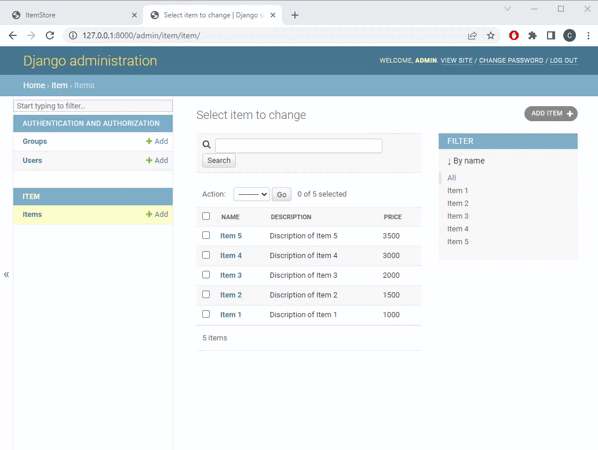 ItemStore
Select item to change | Django s
127.0.0.1:8000/admin/item/item/
C
Django administration
WELCOME, ADMIN. VIEW SITE / CHANGE PASSWORD / LOG OUT
Home › Item › Items
Start typing to filter...
AUTHENTICATION AND AUTHORIZATION
Groups + Add
Users + Add
ITEM
Items + Add
«
Select item to change
ADD ITEM +
Search
Action: --------- Go 0 of 5 selected
NAME DESCRIPTION PRICE
Item 5 Discription of Item 5 3500
Item 4 Discription of Item 4 3000
Item 3 Discription of Item 3 2000
Item 2 Discription of Item 2 1500
Item 1 Discription of Item 1 1000
5 items
FILTER
↓ By name
All
Item 1
Item 2
Item 3
Item 4
Item 5